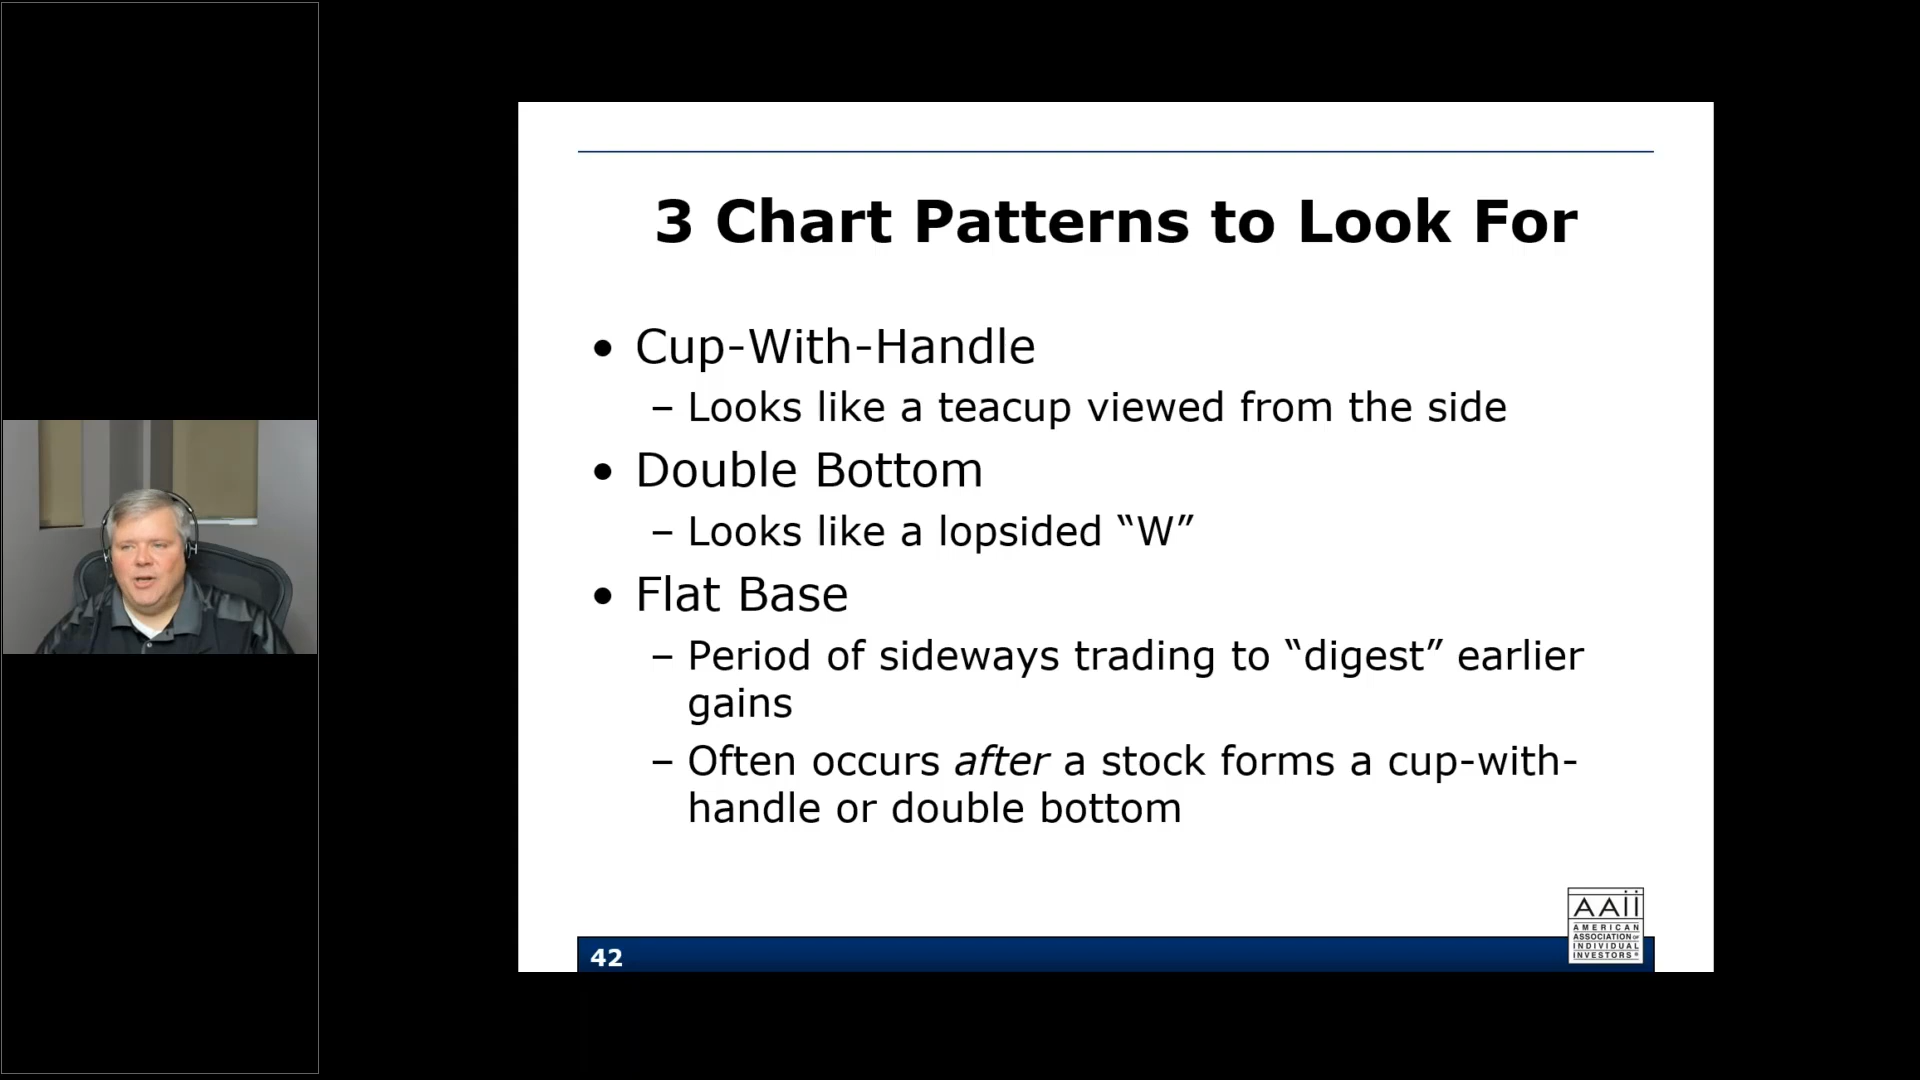 3 Chart Patterns to Look For
• Cup-With-Handle
– Looks like a teacup viewed from the side
• Double Bottom
– Looks like a lopsided “W”
• Flat Base
– Period of sideways trading to “digest” earlier
gains
– Often occurs after a stock forms a cup-with-
handle or double bottom
42
AAii
AMERICAN
ASSOCIATION OF
INDIVIDUAL
INVESTORS®